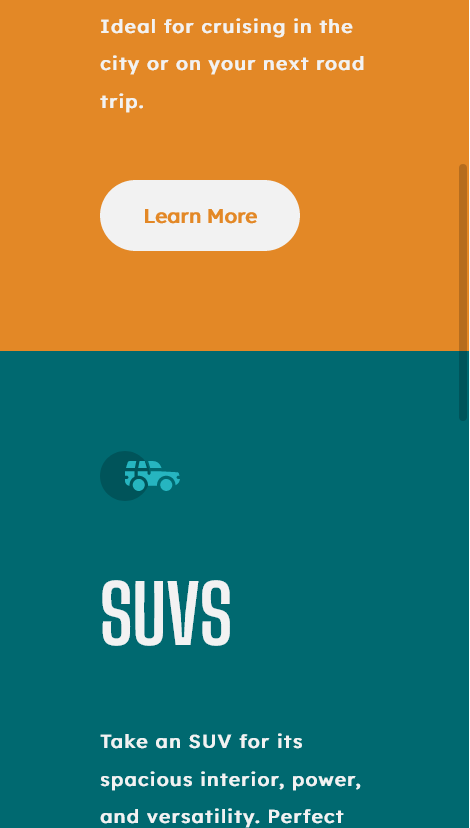 Ideal for cruising in the
city or on your next road
trip.
Learn More
SUVS
Take an SUV for its
spacious interior, power,
and versatility. Perfect